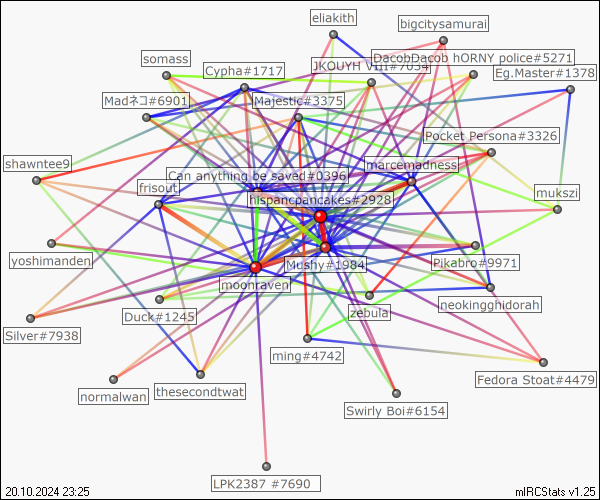 eliakith
bigcitysamurai
somass
JKOUYH
DacobDacob hORNY police#5271
Cypha#1717
Eg.Master#1378
Madネコ#6901
Majestic#3375
Pocket Persona#3326
shawntee9
marcemadness
Can anything be saved#0396
frisout
hispanicpancakes#2928
mukszi
yoshimanden
Mushy#1984
Pikabro#9971
moonraven
neokingghidorah
zebula
Duck#1245
Silver#7938
ming#4742
Fedora Stoat#4479
normalwan
thesecondtwat
Swirly Boi#6154
LPK2387 #7690
20.10.2024 23:25
mIRCStats v1.25